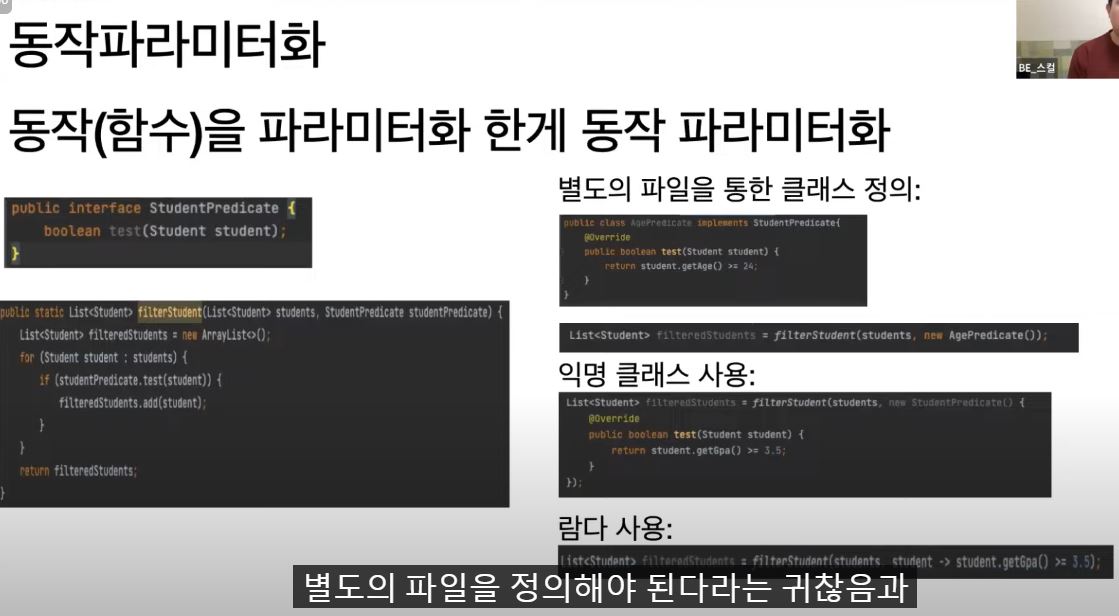 동작파라미터화
BE_스컬
동작(함수)을 파라미터화 한게 동작 파라미터화
public interface StudentPredicate {
boolean test(Student student);
}
public static List<Student> filterStudent(List<Student> students, StudentPredicate studentPredicate) {
List<Student> filteredStudents = new ArrayList<>();
for (Student student : students) {
if (studentPredicate.test(student)) {
filteredStudents.add(student);
}
}
return filteredStudents;
}
별도의 파일을 통한 클래스 정의:
public class AgePredicate implements StudentPredicate{
@Override
public boolean test(Student student) {
return student.getAge() >= 24;
}
}
List<Student> filteredStudents = filterStudent(students, new AgePredicate());
익명 클래스 사용:
List<Student> filteredStudents = filterStudent(students, new StudentPredicate() {
@Override
public boolean test(Student student) {
return student.getGpa() >= 3.5;
}
});
람다 사용:
List<Student> filteredStudents = filterStudent(students, student -> student.getGpa() >= 3.5);
별도의 파일을 정의해야 된다라는 귀찮음과